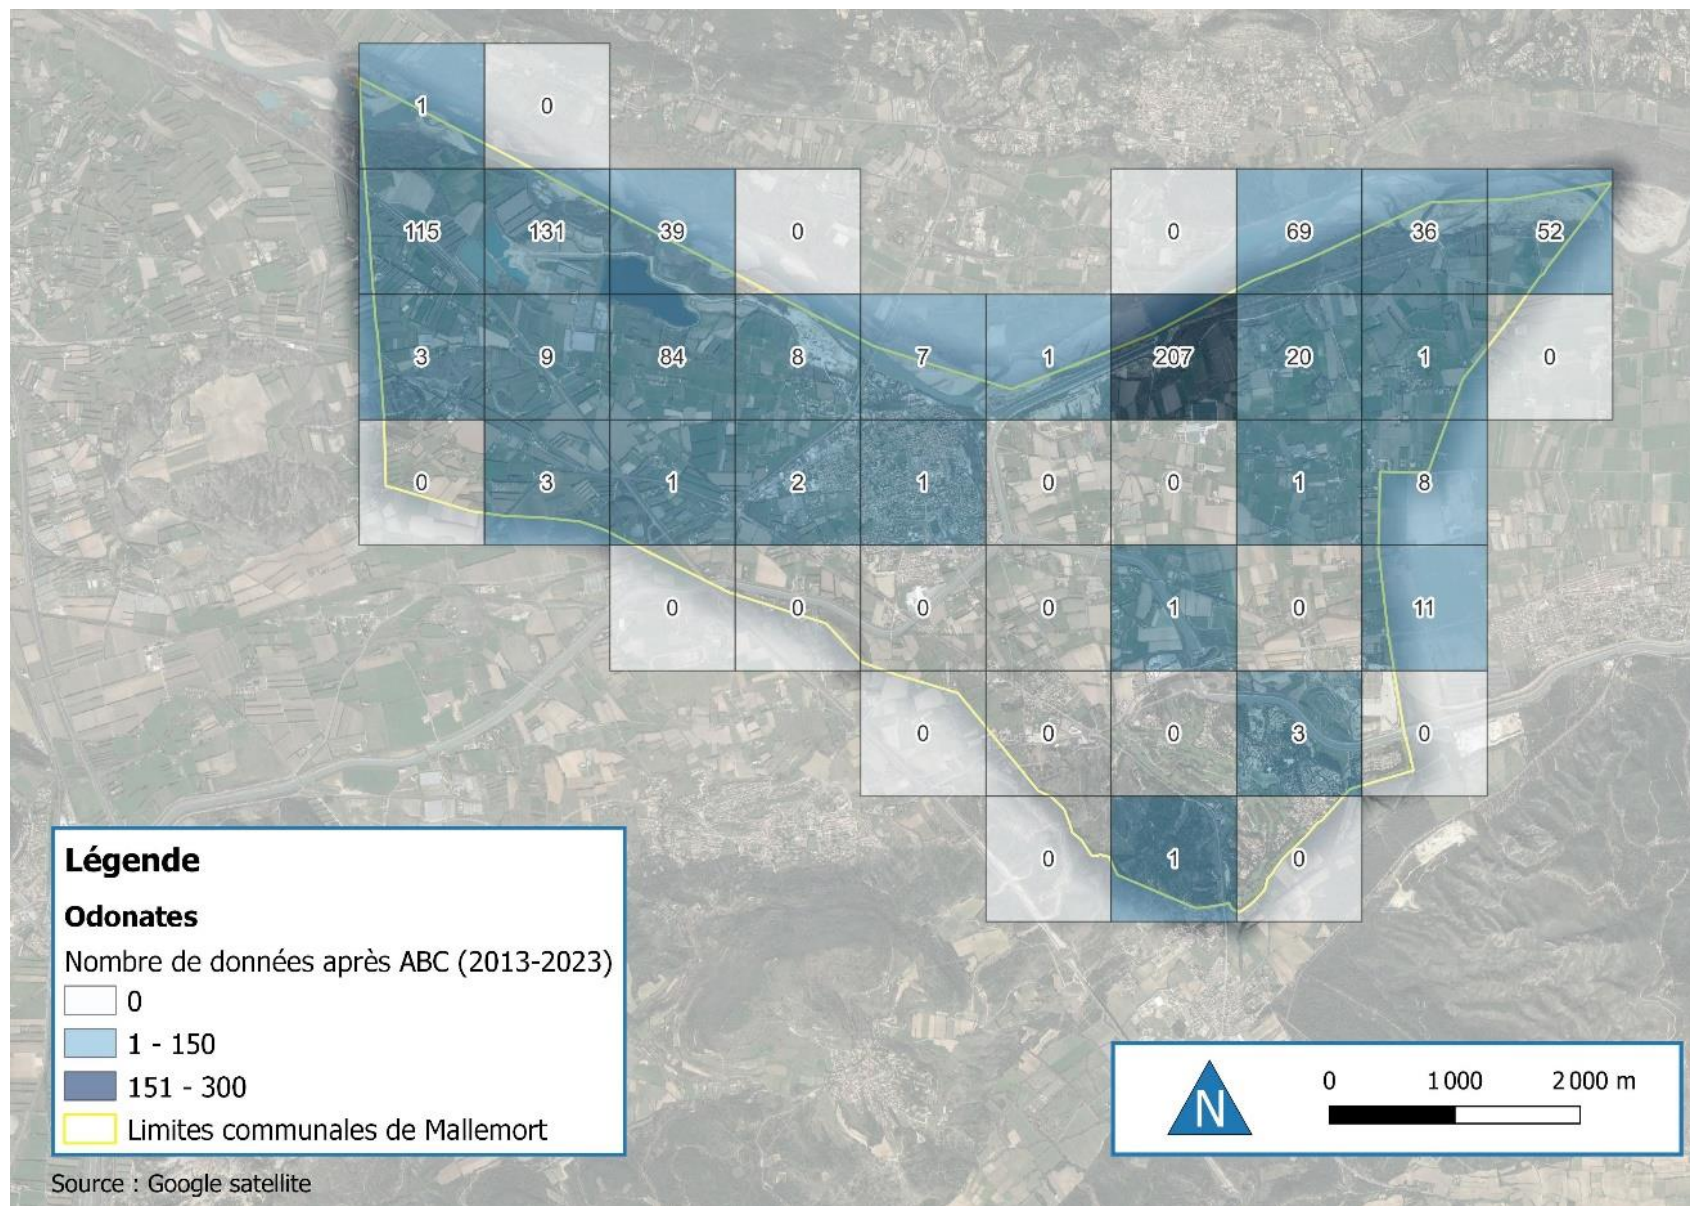 1 0
115 131 39 0 0 69 36 52
3 9 84 8 7 1 207 20 1 0
0 3 1 2 1 0 0 1 8
0 0 0 0 1 0 11
0 0 0 3 0
0 1 0
Légende
Odonates
Nombre de données après ABC (2013-2023)
0
1 - 150
151 - 300
Limites communales de Mallemort
N
0 1 000 2 000 m
Source : Google satellite